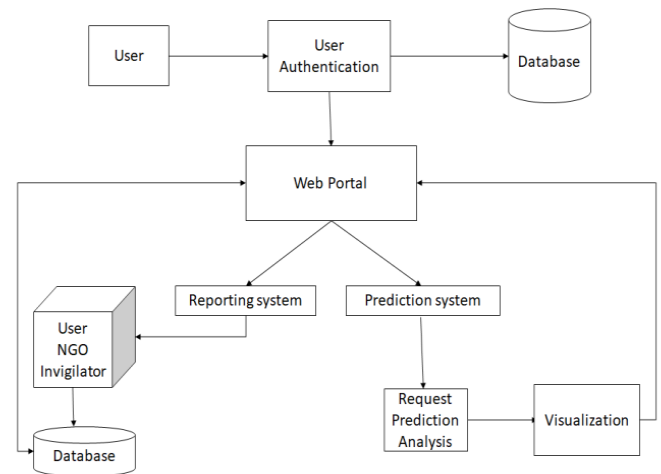 User
User
Authentication
Database
Web Portal
Reporting system
Prediction system
User
NGO
Invigilator
Request
Prediction
Analysis
Visualization
Database